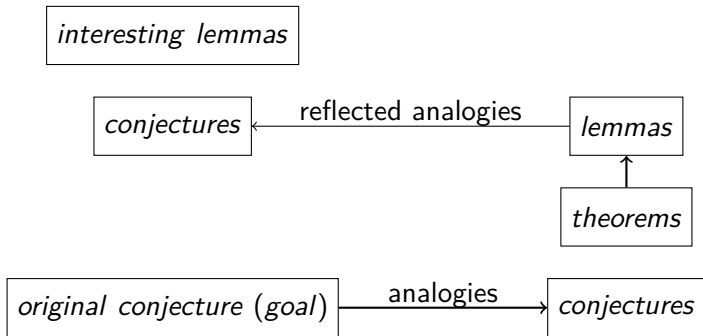 interesting lemmas
conjectures
reflected analogies
lemmas
theorems
original conjecture (goal)
analogies
conjectures